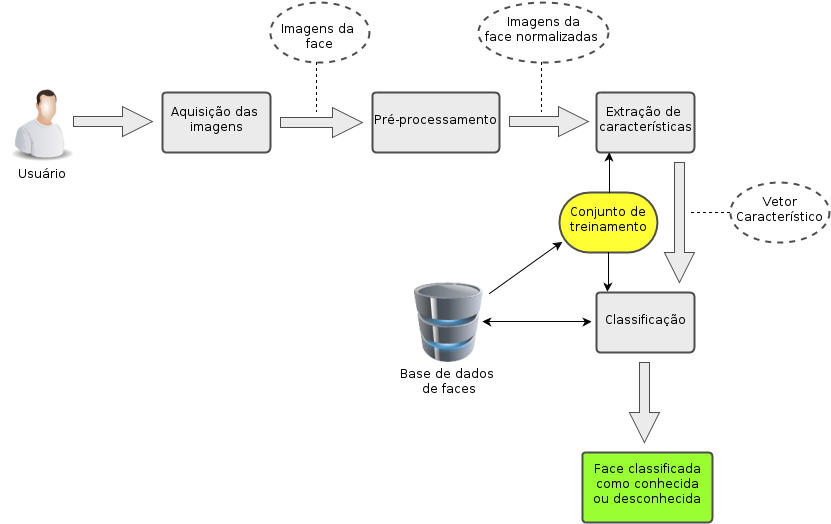 Imagens da
face
Imagens da
face normalizadas
Usuário
Aquisição das
imagens
Pré-processamento
Extração de
características
Vetor
Característico
Conjunto de
treinamento
Base de dados
de faces
Classificação
Face classificada
como conhecida
ou desconhecida